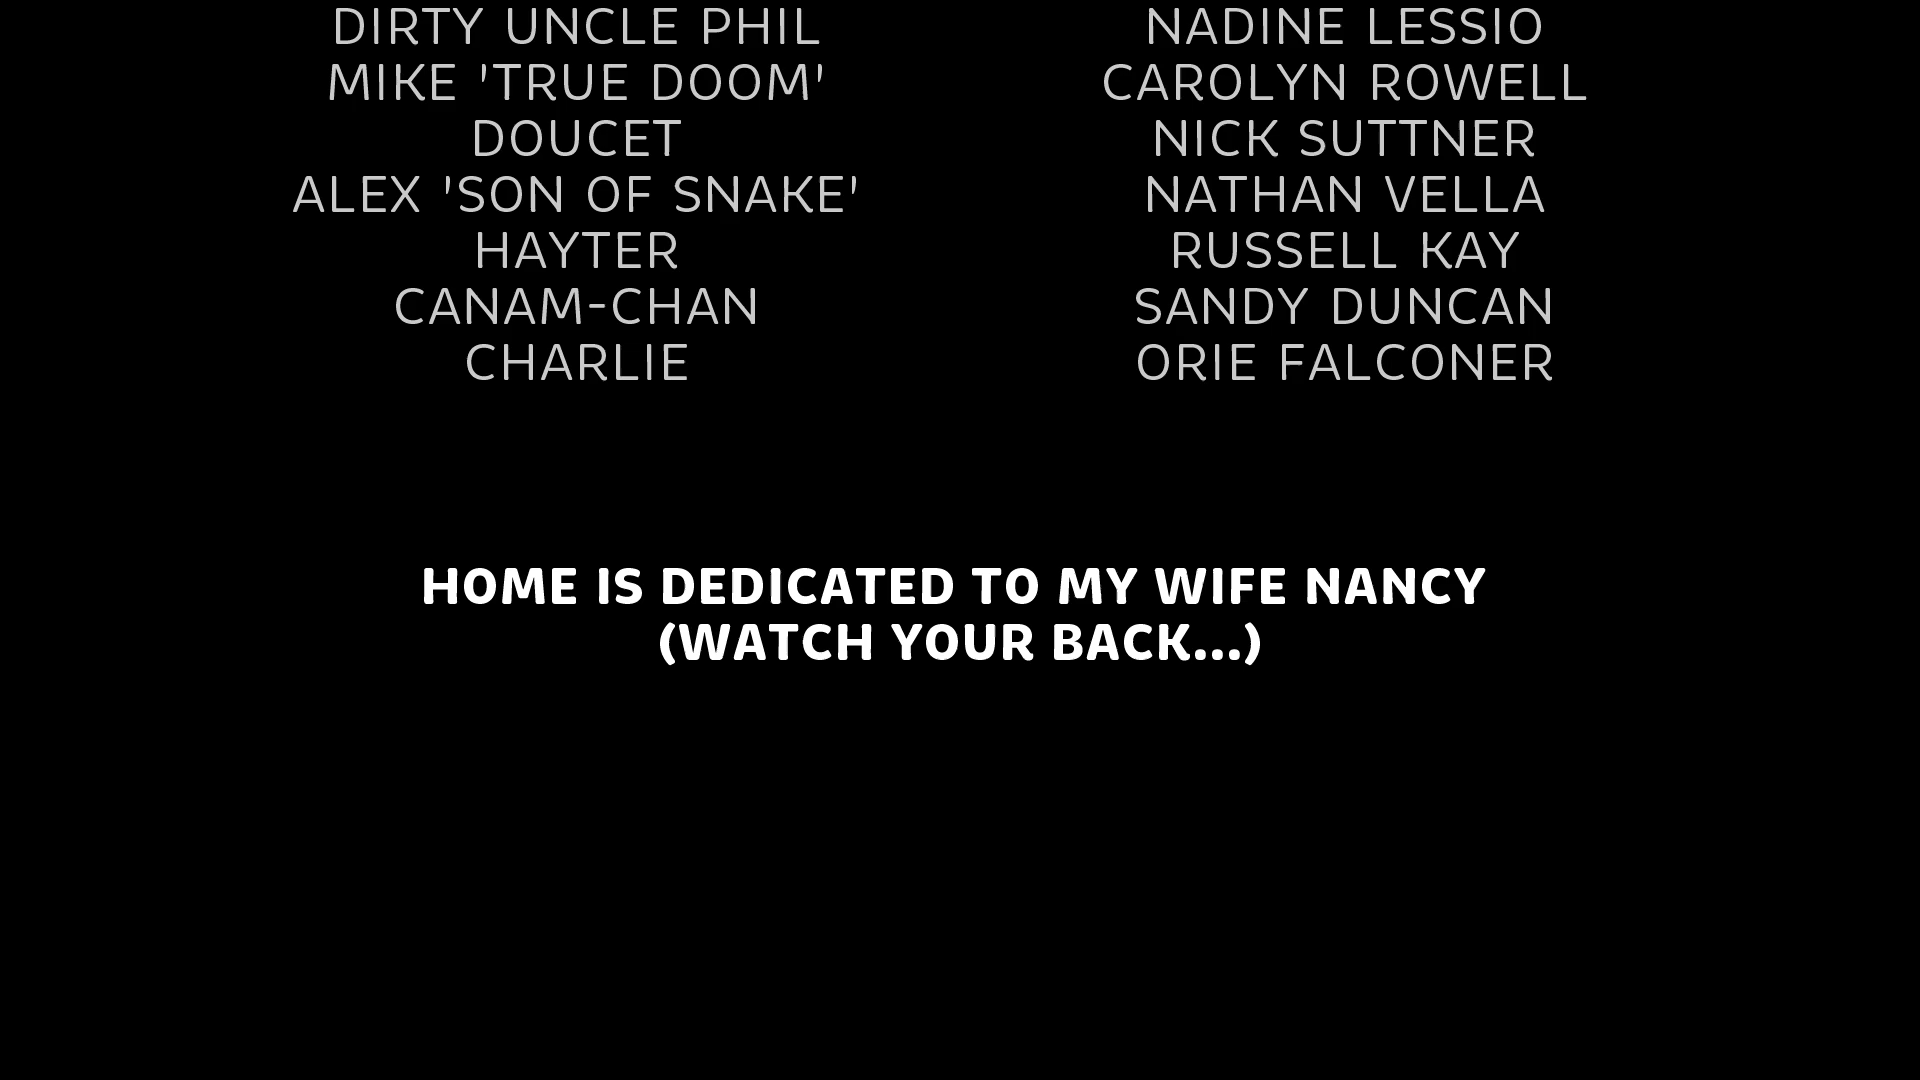 DIRTY UNCLE PHIL
MIKE 'TRUE DOOM'
DOUCET
ALEX 'SON OF SNAKE'
HAYTER
CANAM-CHAN
CHARLIE
NADINE LESSIO
CAROLYN ROWELL
NICK SUTTNER
NATHAN VELLA
RUSSELL KAY
SANDY DUNCAN
ORIE FALCONER
HOME IS DEDICATED TO MY WIFE NANCY
(WATCH YOUR BACK...)